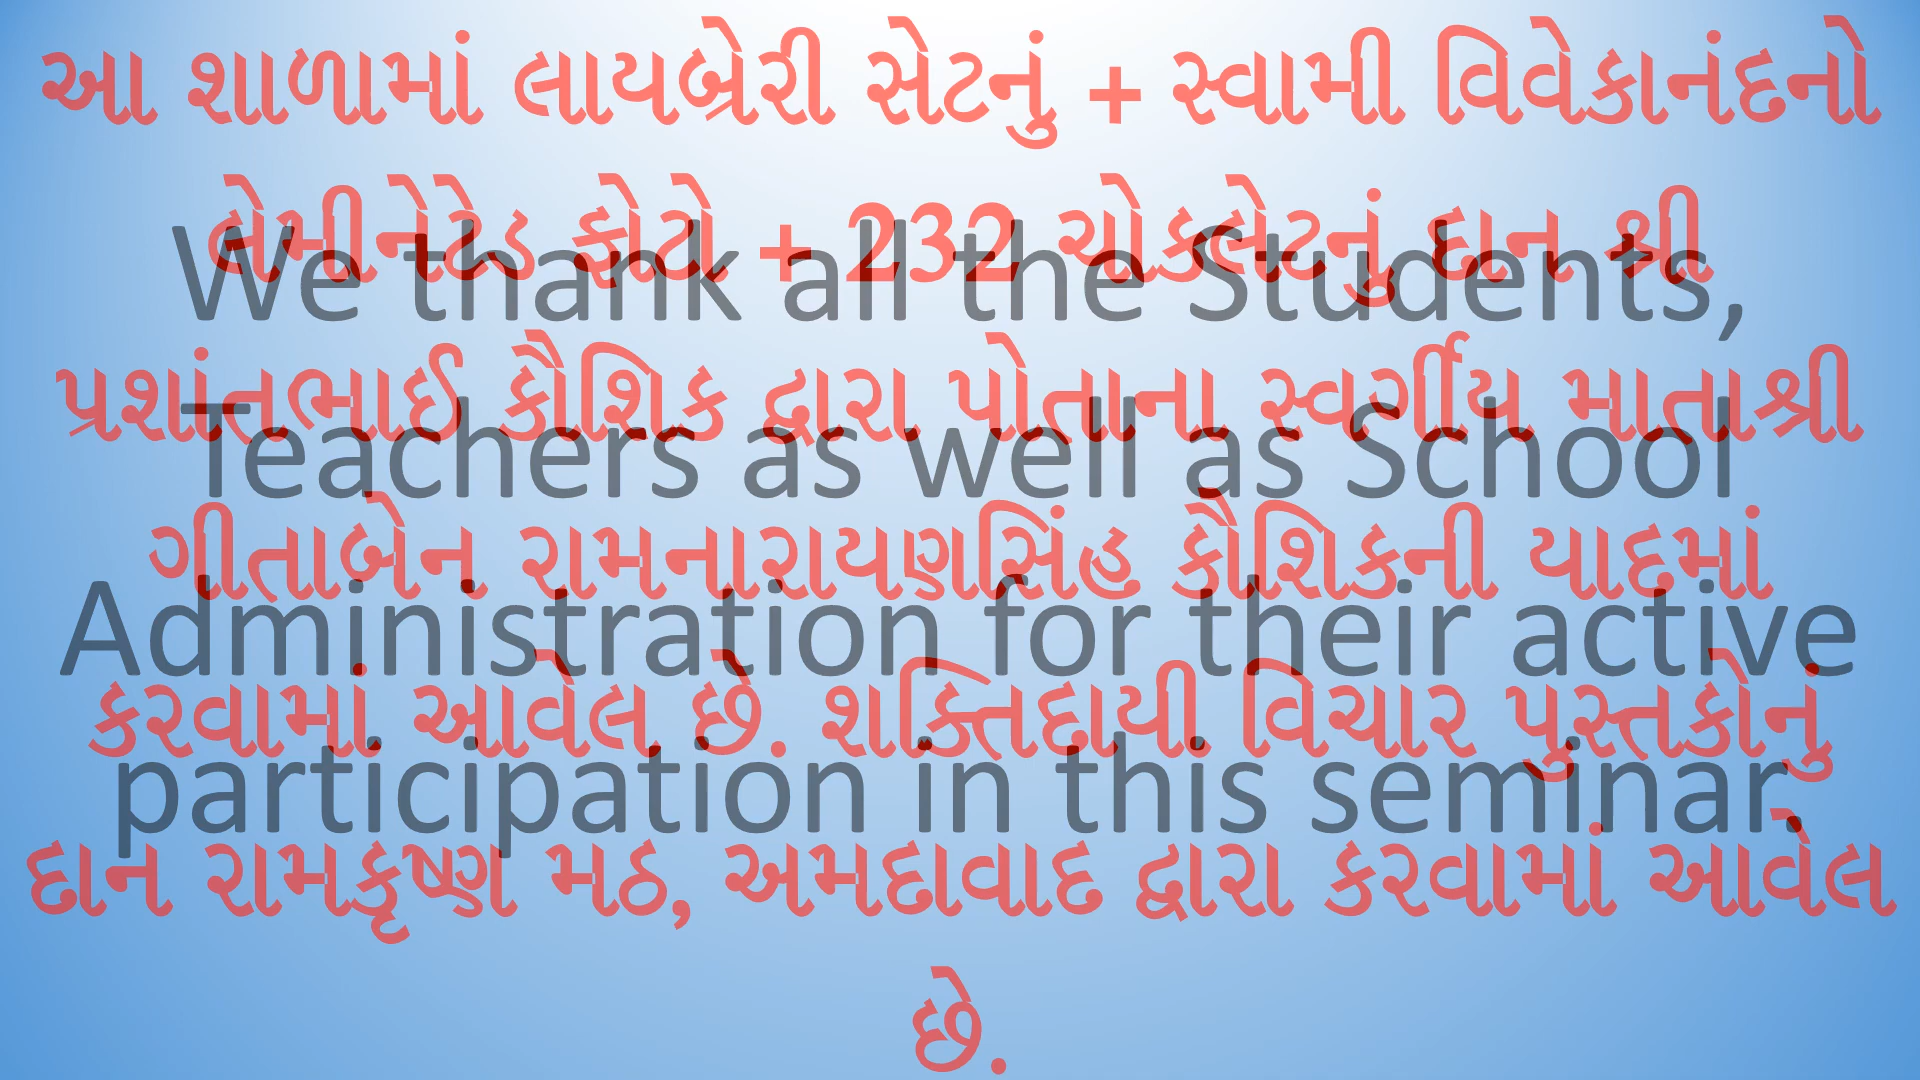 આ શાળામાં લાયબ્રેરી સેટનું + સ્વામી વિવેકાનંદનો
લેમીનેટેડ ફોટો + 232 ચોકલેટનું દાન શ્રી
પ્રશાંતભાઈ કૌશિક દ્વારા પોતાના સ્વર્ગીય માતાશ્રી
ગીતાબેન રામનારાયણસિંહ કૌશિકની યાદમાં
કરવામાં આવેલ છે. શક્તિદાયી વિચાર પુસ્તકોનું
દાન રામકૃષ્ણ મઠ, અમદાવાદ દ્વારા કરવામાં આવેલ
છે.
We thank all the Students,
Teachers as well as School
Administration for their active
participation in this seminar.